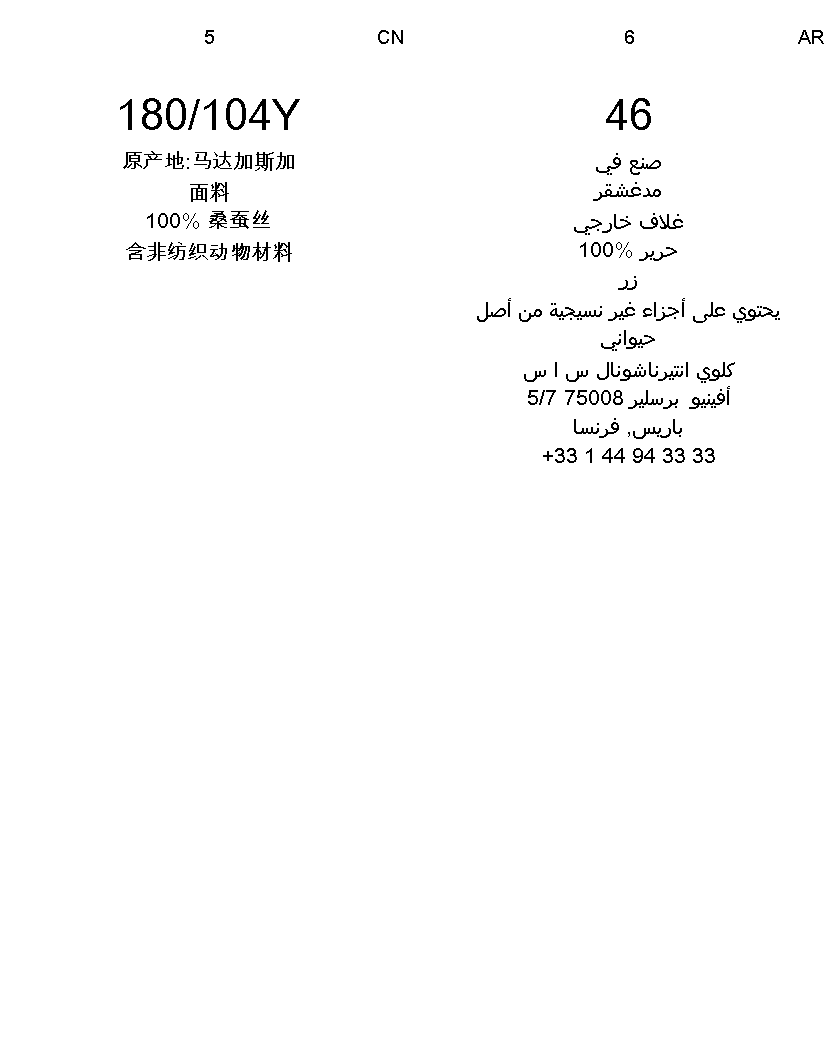 5 CN
180/104Y
原产地:马达加斯加
面料
100% 桑蚕丝
含非纺织动物材料
6 AR
46
صنع في
مدغشقر
غلاف خارجي
حرير 100%
زر
يحتوي على أجزاء غير نسيجية من أصل
حيواني
كلوي انتيرناشونال س ا س
أفينيو برسلير 75008 5/7
باريس, فرنسا
+33 1 44 94 33 33